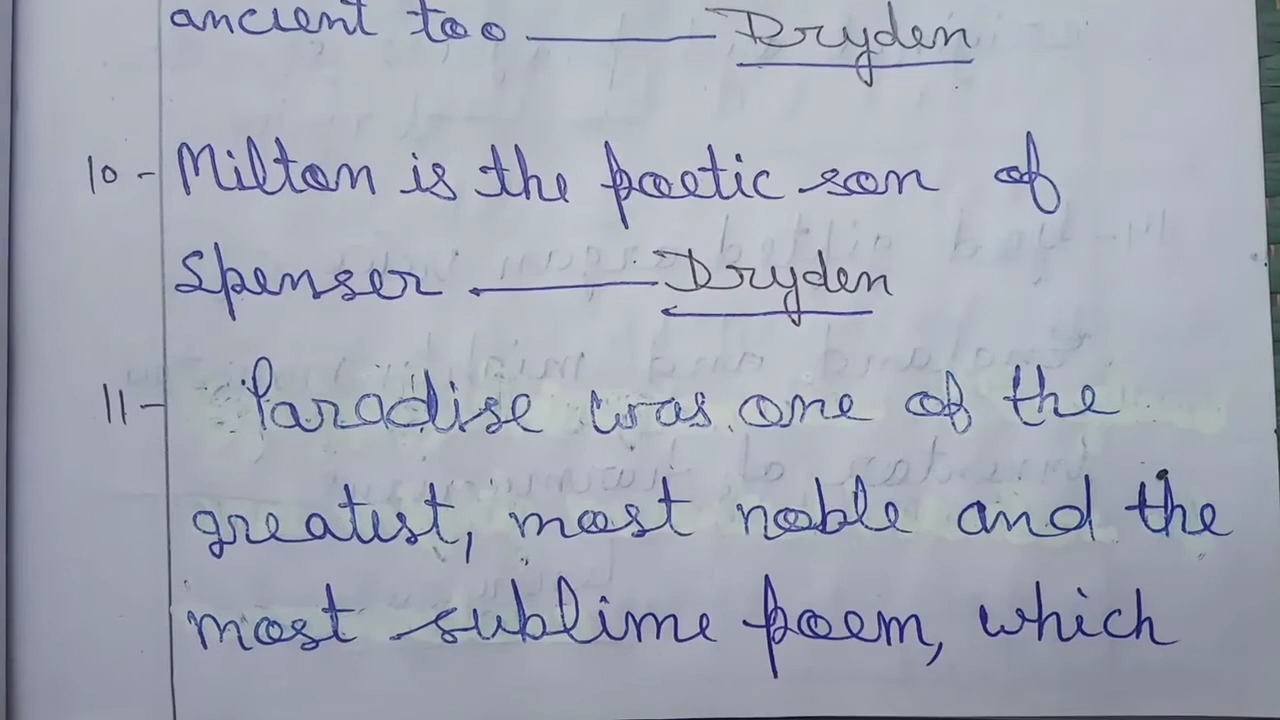 ancient too ——— Dryden
10 - Milton is the poetic son of
Spenser ——— Dryden
11 - Paradise was one of the
greatest, most noble and the
most sublime poem, which